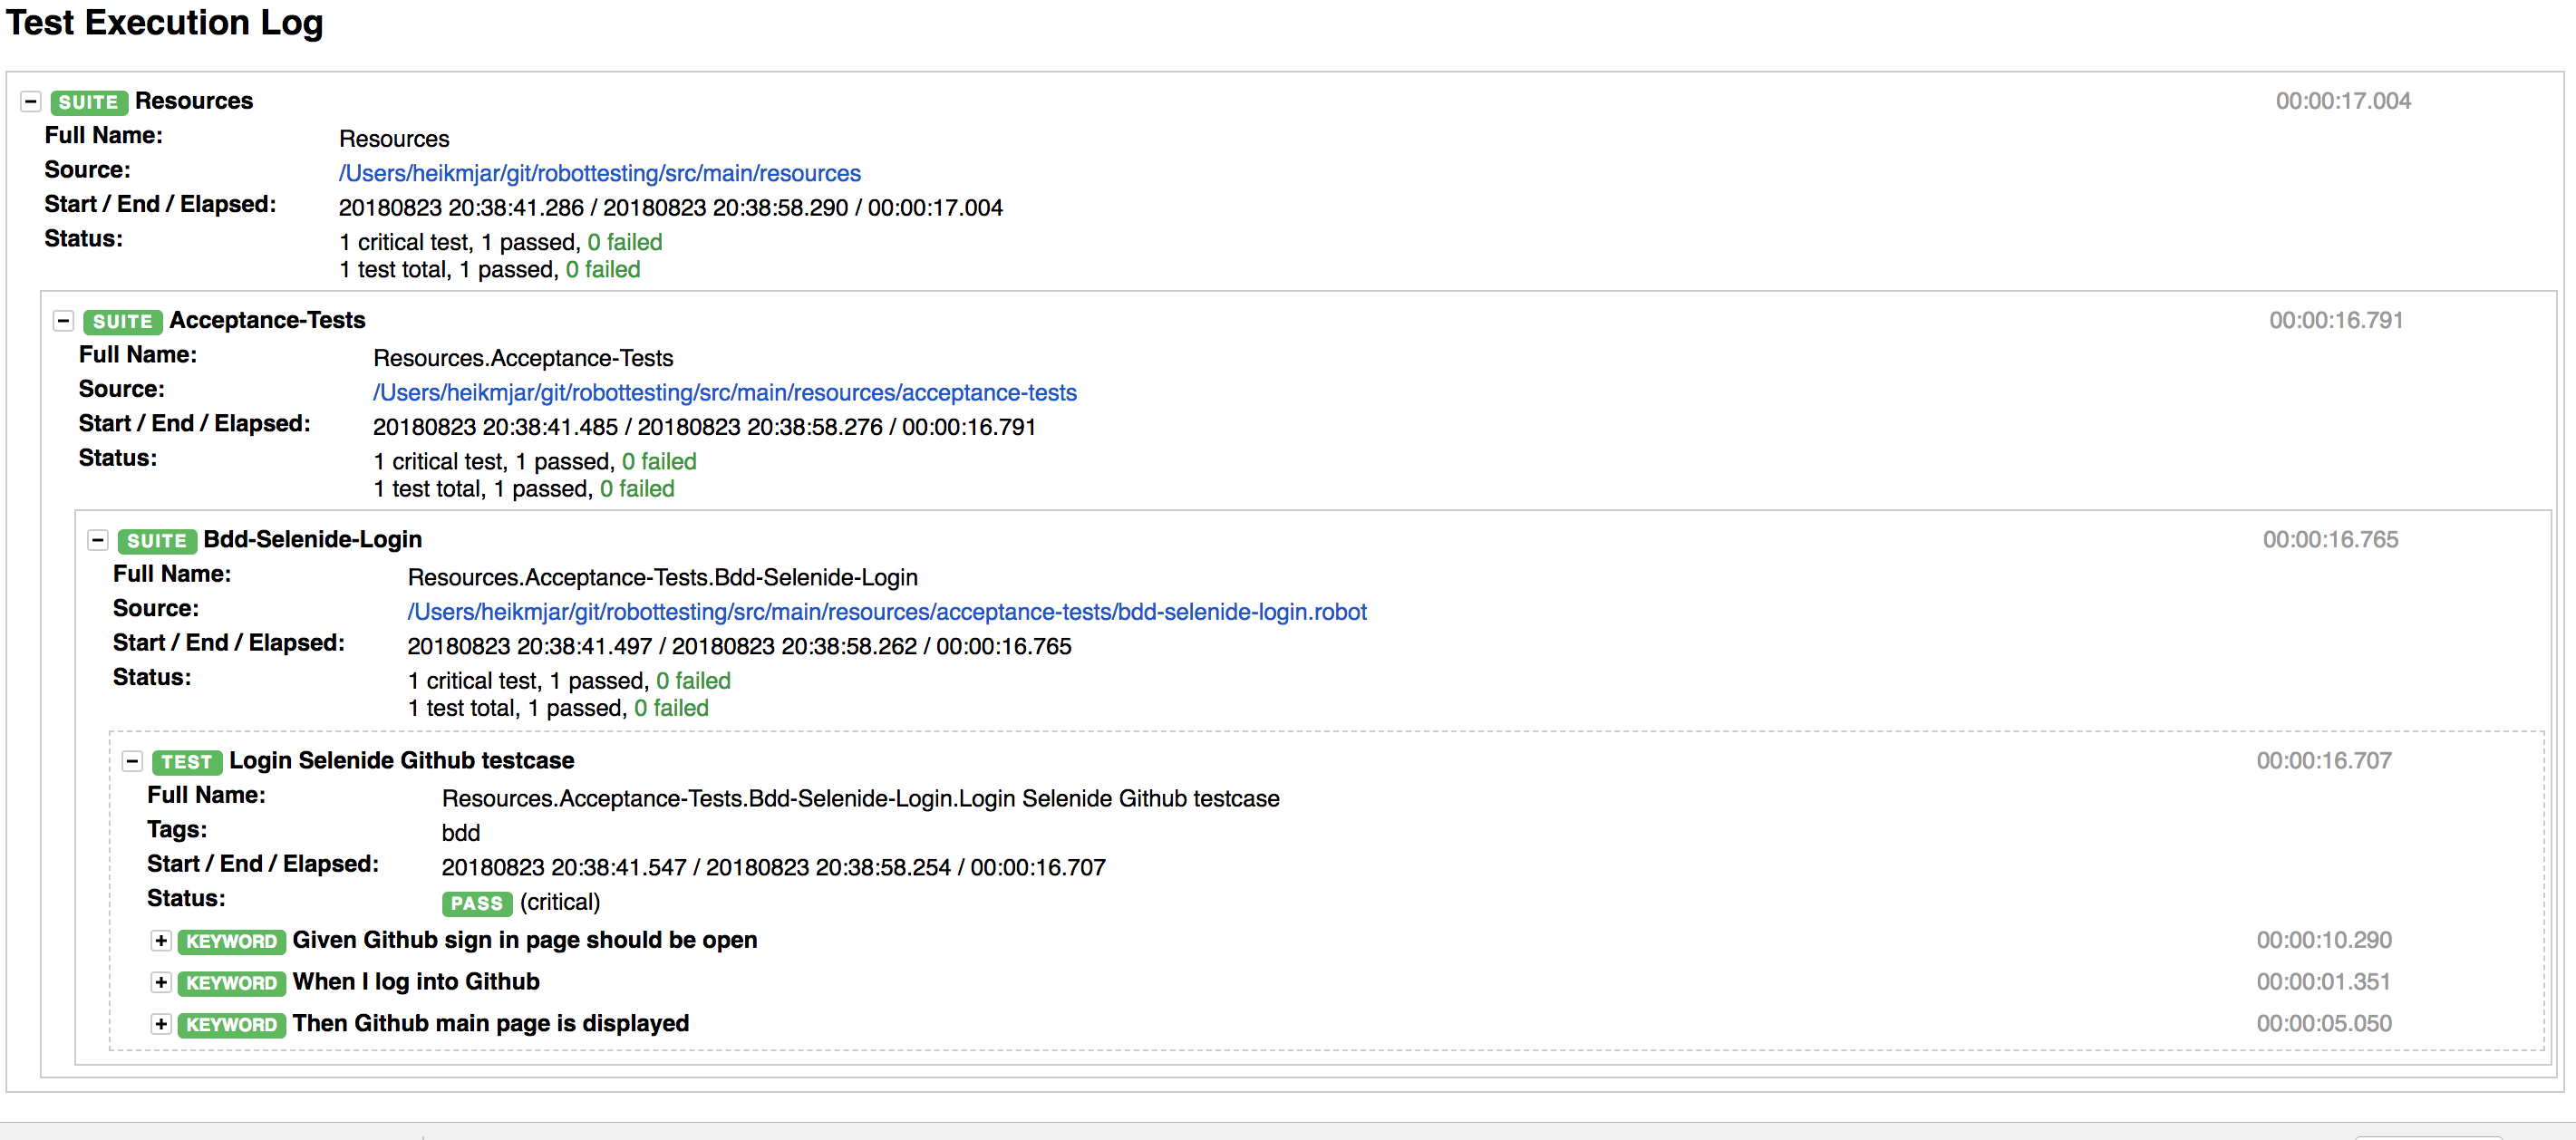 Test Execution Log
SUITE Resources 00:00:17.004
Full Name: Resources
Source: /Users/heikmjar/git/robottesting/src/main/resources
Start / End / Elapsed: 20180823 20:38:41.286 / 20180823 20:38:58.290 / 00:00:17.004
Status: 1 critical test, 1 passed, 0 failed
1 test total, 1 passed, 0 failed
SUITE Acceptance-Tests 00:00:16.791
Full Name: Resources.Acceptance-Tests
Source: /Users/heikmjar/git/robottesting/src/main/resources/acceptance-tests
Start / End / Elapsed: 20180823 20:38:41.485 / 20180823 20:38:58.276 / 00:00:16.791
Status: 1 critical test, 1 passed, 0 failed
1 test total, 1 passed, 0 failed
SUITE Bdd-Selenide-Login 00:00:16.765
Full Name: Resources.Acceptance-Tests.Bdd-Selenide-Login
Source: /Users/heikmjar/git/robottesting/src/main/resources/acceptance-tests/bdd-selenide-login.robot
Start / End / Elapsed: 20180823 20:38:41.497 / 20180823 20:38:58.262 / 00:00:16.765
Status: 1 critical test, 1 passed, 0 failed
1 test total, 1 passed, 0 failed
TEST Login Selenide Github testcase 00:00:16.707
Full Name: Resources.Acceptance-Tests.Bdd-Selenide-Login.Login Selenide Github testcase
Tags: bdd
Start / End / Elapsed: 20180823 20:38:41.547 / 20180823 20:38:58.254 / 00:00:16.707
Status: PASS (critical)
KEYWORD Given Github sign in page should be open 00:00:10.290
KEYWORD When I log into Github 00:00:01.351
KEYWORD Then Github main page is displayed 00:00:05.050